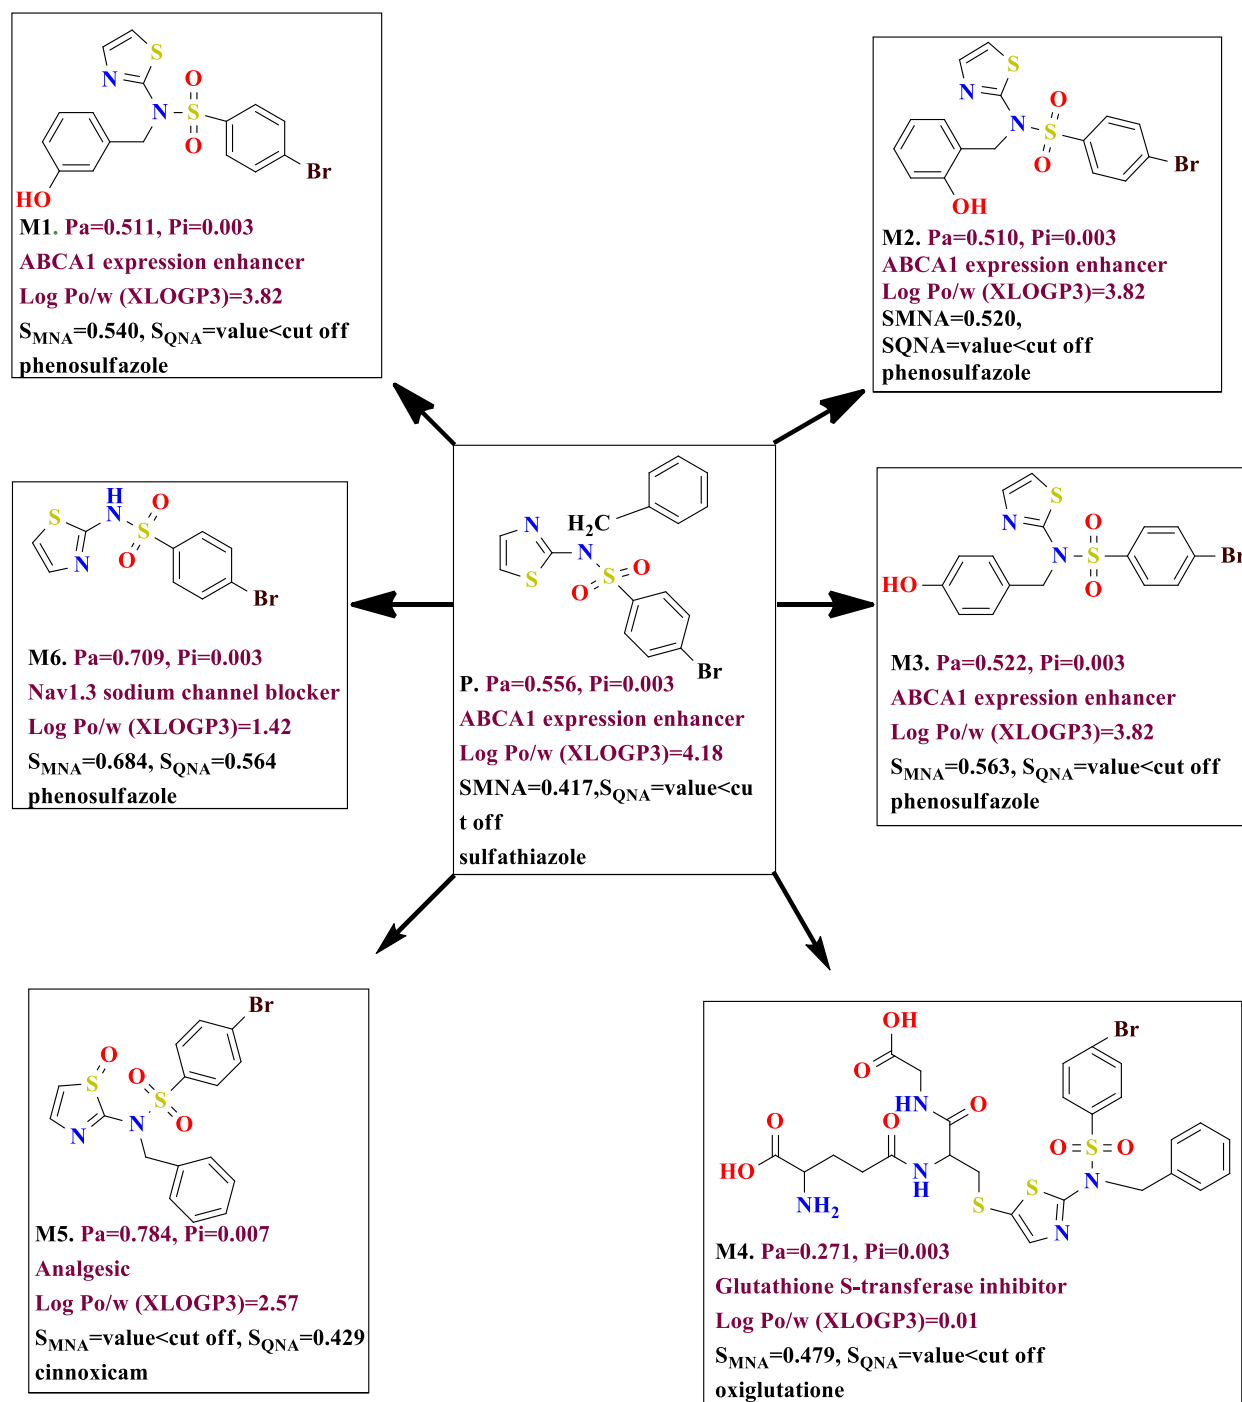 S
N
N
S
O
O
Br
HO
M1. Pa=0.511, Pi=0.003
ABCA1 expression enhancer
Log Po/w (XLOGP3)=3.82
SMNA=0.540, SQNA=value<cut off
phenosulfazole
S
N
N
S
O
O
Br
OH
M2. Pa=0.510, Pi=0.003
ABCA1 expression enhancer
Log Po/w (XLOGP3)=3.82
SMNA=0.520,
SQNA=value<cut off
phenosulfazole
H
N
S
N
S
O
O
Br
M6. Pa=0.709, Pi=0.003
Nav1.3 sodium channel blocker
Log Po/w (XLOGP3)=1.42
SMNA=0.684, SQNA=0.564
phenosulfazole
N
H2C
N
S
S
O
O
Br
P. Pa=0.556, Pi=0.003
ABCA1 expression enhancer
Log Po/w (XLOGP3)=4.18
SMNA=0.417,SQNA=value<cu
t off
sulfathiazole
S
N
N
S
O
O
Br
HO
M3. Pa=0.522, Pi=0.003
ABCA1 expression enhancer
Log Po/w (XLOGP3)=3.82
SMNA=0.563, SQNA=value<cut off
phenosulfazole
Br
O
S
O
S
O
N
N
M5. Pa=0.784, Pi=0.007
Analgesic
Log Po/w (XLOGP3)=2.57
SMNA=value<cut off, SQNA=0.429
cinnoxicam
OH
O
HN
O
O
O
HO
NH2
N
H
S
S
N
N
O
S
O
Br
M4. Pa=0.271, Pi=0.003
Glutathione S-transferase inhibitor
Log Po/w (XLOGP3)=0.01
SMNA=0.479, SQNA=value<cut off
oxiglutatione